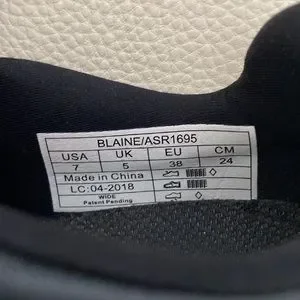 BLAINE/ASR1695
USA UK EU CM
7 5 38 24
Made in China
LC:04-2018
WIDE
Patent Pending